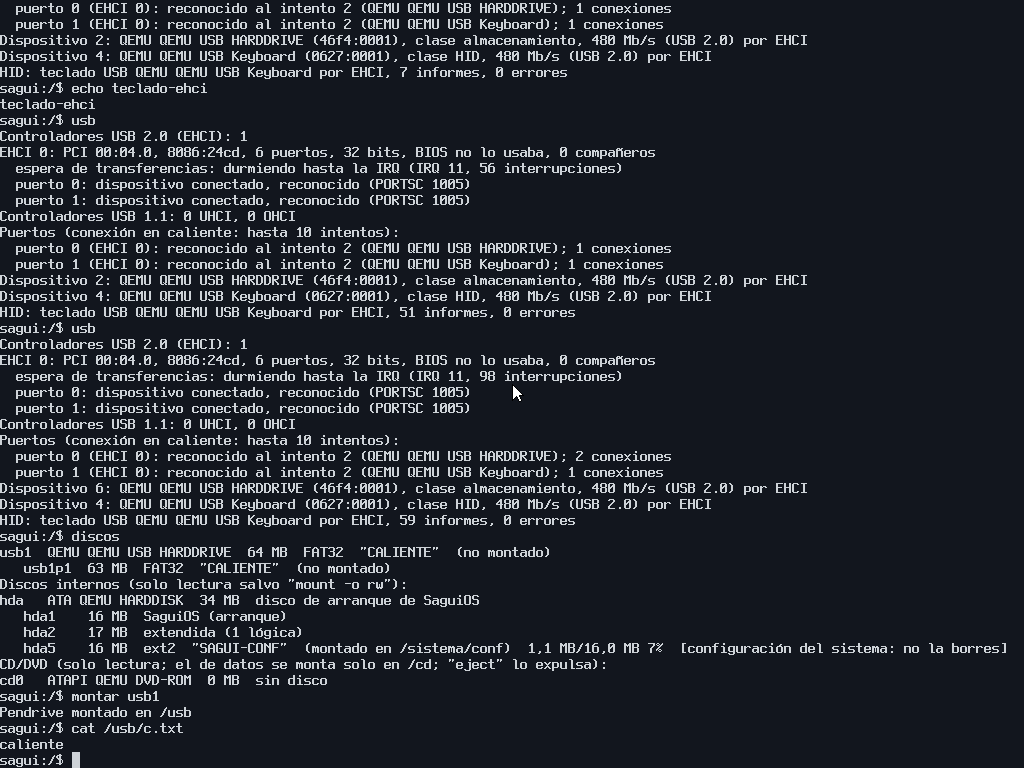 puerto 0 (EHCI 0): reconocido al intento 2 (QEMU QEMU USB HARDDRIVE); 1 conexiones
puerto 1 (EHCI 0): reconocido al intento 2 (QEMU QEMU USB Keyboard); 1 conexiones
Dispositivo 2: QEMU QEMU USB HARDDRIVE (46f4:0001), clase almacenamiento, 480 Mb/s (USB 2.0) por EHCI
Dispositivo 4: QEMU QEMU USB Keyboard (0627:0001), clase HID, 480 Mb/s (USB 2.0) por EHCI
HID: teclado USB QEMU QEMU USB Keyboard por EHCI, 7 informes, 0 errores
sagui:/$ echo teclado-ehci
teclado-ehci
sagui:/$ usb
Controladores USB 2.0 (EHCI): 1
EHCI 0: PCI 00:04.0, 8086:24cd, 6 puertos, 32 bits, BIOS no lo usaba, 0 compañeros
espera de transferencias: durmiendo hasta la IRQ (IRQ 11, 56 interrupciones)
puerto 0: dispositivo conectado, reconocido (PORTSC 1005)
puerto 1: dispositivo conectado, reconocido (PORTSC 1005)
Controladores USB 1.1: 0 UHCI, 0 OHCI
Puertos (conexión en caliente: hasta 10 intentos):
puerto 0 (EHCI 0): reconocido al intento 2 (QEMU QEMU USB HARDDRIVE); 1 conexiones
puerto 1 (EHCI 0): reconocido al intento 2 (QEMU QEMU USB Keyboard); 1 conexiones
Dispositivo 2: QEMU QEMU USB HARDDRIVE (46f4:0001), clase almacenamiento, 480 Mb/s (USB 2.0) por EHCI
Dispositivo 4: QEMU QEMU USB Keyboard (0627:0001), clase HID, 480 Mb/s (USB 2.0) por EHCI
HID: teclado USB QEMU QEMU USB Keyboard por EHCI, 51 informes, 0 errores
sagui:/$ usb
Controladores USB 2.0 (EHCI): 1
EHCI 0: PCI 00:04.0, 8086:24cd, 6 puertos, 32 bits, BIOS no lo usaba, 0 compañeros
espera de transferencias: durmiendo hasta la IRQ (IRQ 11, 98 interrupciones)
puerto 0: dispositivo conectado, reconocido (PORTSC 1005)
puerto 1: dispositivo conectado, reconocido (PORTSC 1005)
Controladores USB 1.1: 0 UHCI, 0 OHCI
Puertos (conexión en caliente: hasta 10 intentos):
puerto 0 (EHCI 0): reconocido al intento 2 (QEMU QEMU USB HARDDRIVE); 2 conexiones
puerto 1 (EHCI 0): reconocido al intento 2 (QEMU QEMU USB Keyboard); 1 conexiones
Dispositivo 6: QEMU QEMU USB HARDDRIVE (46f4:0001), clase almacenamiento, 480 Mb/s (USB 2.0) por EHCI
Dispositivo 4: QEMU QEMU USB Keyboard (0627:0001), clase HID, 480 Mb/s (USB 2.0) por EHCI
HID: teclado USB QEMU QEMU USB Keyboard por EHCI, 59 informes, 0 errores
sagui:/$ discos
usb1  QEMU QEMU USB HARDDRIVE  64 MB  FAT32  "CALIENTE"  (no montado)
usb1p1  63 MB  FAT32  "CALIENTE"  (no montado)
Discos internos (solo lectura salvo "mount -o rw"):
hda   ATA QEMU HARDDISK  34 MB  disco de arranque de SaguiOS
hda1    16 MB  SaguiOS (arranque)
hda2    17 MB  extendida (1 lógica)
hda5    16 MB  ext2  "SAGUI-CONF"  (montado en /sistema/conf)  1,1 MB/16,0 MB 7%  [configuración del sistema: no la borres]
CD/DVD (solo lectura; el de datos se monta solo en /cd; "eject" lo expulsa):
cd0   ATAPI QEMU DVD-ROM  0 MB  sin disco
sagui:/$ montar usb1
Pendrive montado en /usb
sagui:/$ cat /usb/c.txt
caliente
sagui:/$